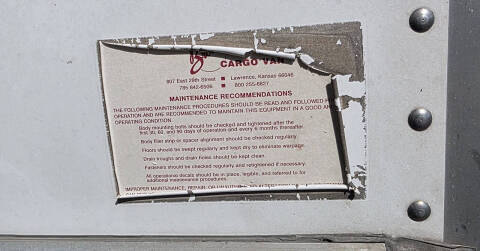 CARGO VAN
807 East 29th Street ■ Lawrence, Kansas 66046
785 842-6506 ■ 800 255-6837
MAINTENANCE RECOMMENDATIONS
THE FOLLOWING MAINTENANCE PROCEDURES SHOULD BE READ AND FOLLOWED
ARE RECOMMENDED TO MAINTAIN THIS EQUIPMENT IN A GOOD AND
OPERATING CONDITION.
Body mounting bolts should be checked and tightened after the
first 30, 60, and 90 days of operation and every 6 months thereafter.
Body filler strip or spacer alignment should be checked regularly.
Floors should be swept regularly and kept dry to eliminate warpage.
Drain troughs and drain holes should be kept clean.
Fasteners should be checked regularly, and retightened if necessary.
All operational decals should be in place, legible, and referred to for
additional maintenance procedures.
IMPROPER MAINTENANCE, REPAIR, OR